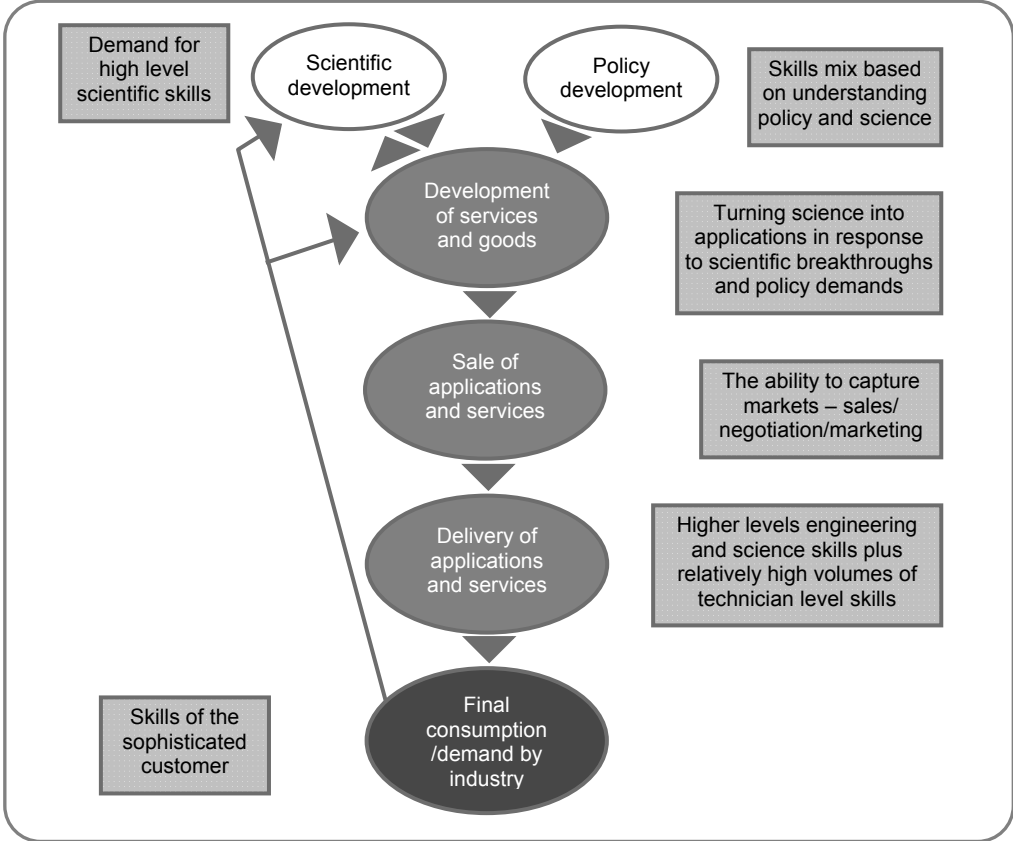 Demand for
high level
scientific skills
Scientific
development
Policy
development
Skills mix based
on understanding
policy and science
Development
of services
and goods
Turning science into
applications in response
to scientific breakthroughs
and policy demands
Sale of
applications
and services
The ability to capture
markets – sales/
negotiation/marketing
Delivery of
applications
and services
Higher levels engineering
and science skills plus
relatively high volumes of
technician level skills
Skills of the
sophisticated
customer
Final
consumption
/demand by
industry